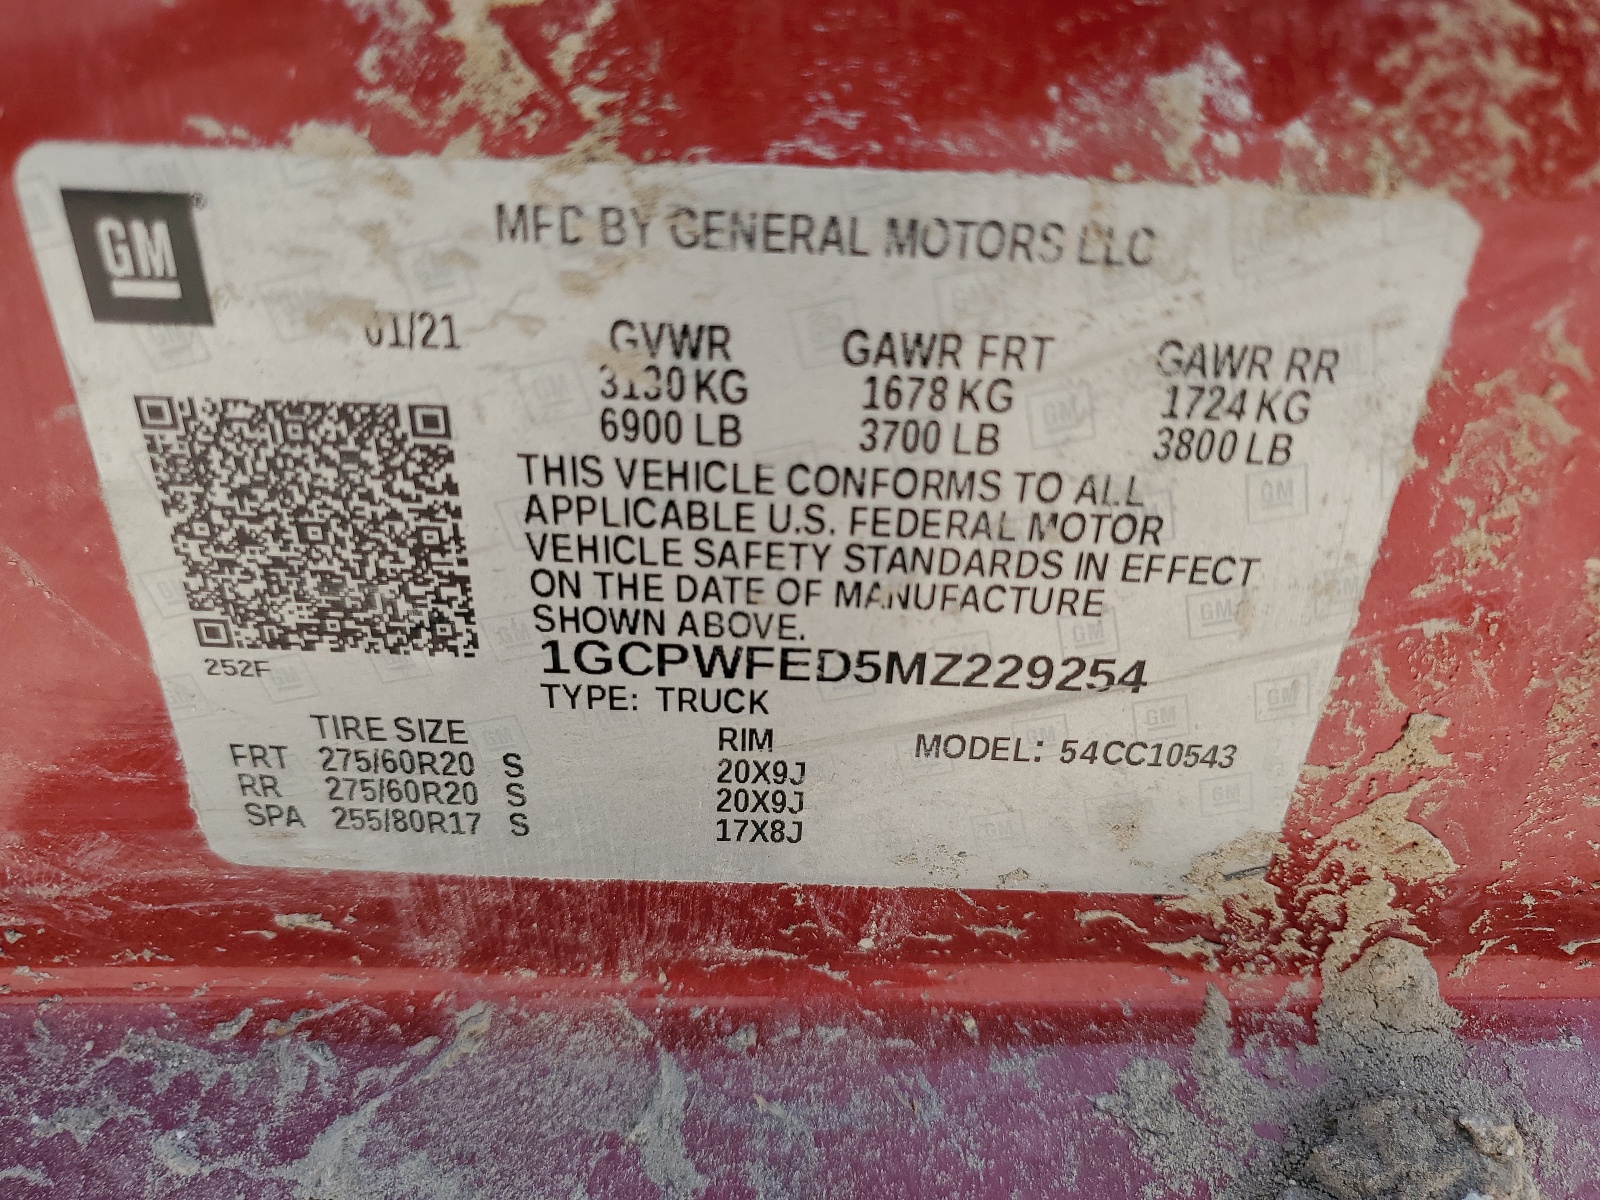 GM
MFD BY GENERAL MOTORS LLC
01/21 GVWR GAWR FRT GAWR RR
3130 KG 1678 KG 1724 KG
6900 LB 3700 LB 3800 LB
THIS VEHICLE CONFORMS TO ALL
APPLICABLE U.S. FEDERAL MOTOR
VEHICLE SAFETY STANDARDS IN EFFECT
ON THE DATE OF MANUFACTURE
SHOWN ABOVE.
252F
1GCPWFED5MZ229254
TYPE: TRUCK
TIRE SIZE RIM MODEL: 54CC10543
FRT 275/60R20 S 20X9J
RR 275/60R20 S 20X9J
SPA 255/80R17 S 17X8J